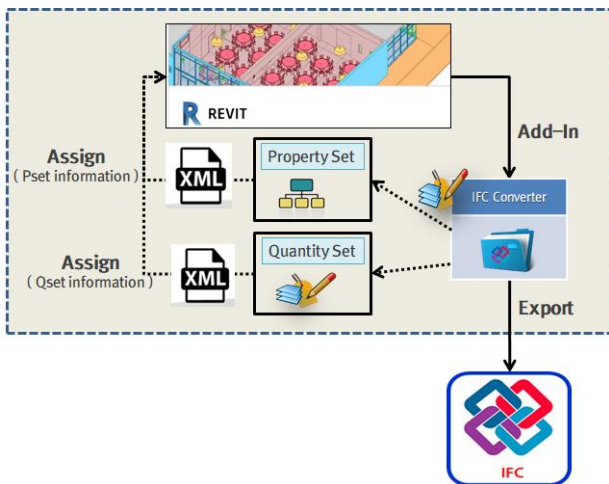 R REVIT
Add-In
Assign
( Pset information )
XML
Property Set
IFC Converter
Assign
( Qset information )
XML
Quantity Set
Export
IFC